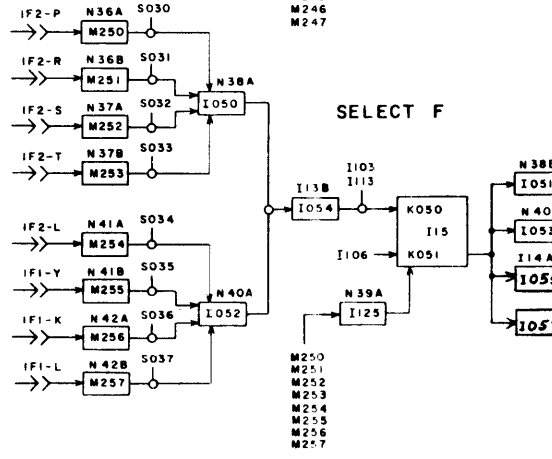 M246
M247
IF2-P N36A M250 S030
IF2-R N36B M251 S031
N38A
I050
IF2-S N37A M252 S032
IF2-T N37B M253 S033
SELECT F
I13B
I054
I103
I113
K050
I15
I106
K051
N38B
I051
N40
I053
I14A
I055
I05
IF2-L N41A M254 S034
IF1-Y N41B M255 S035
N40A
I052
IF1-K N42A M256 S036
IF1-L N42B M257 S037
N39A
I125
M250
M251
M252
M253
M254
M255
M256
M257